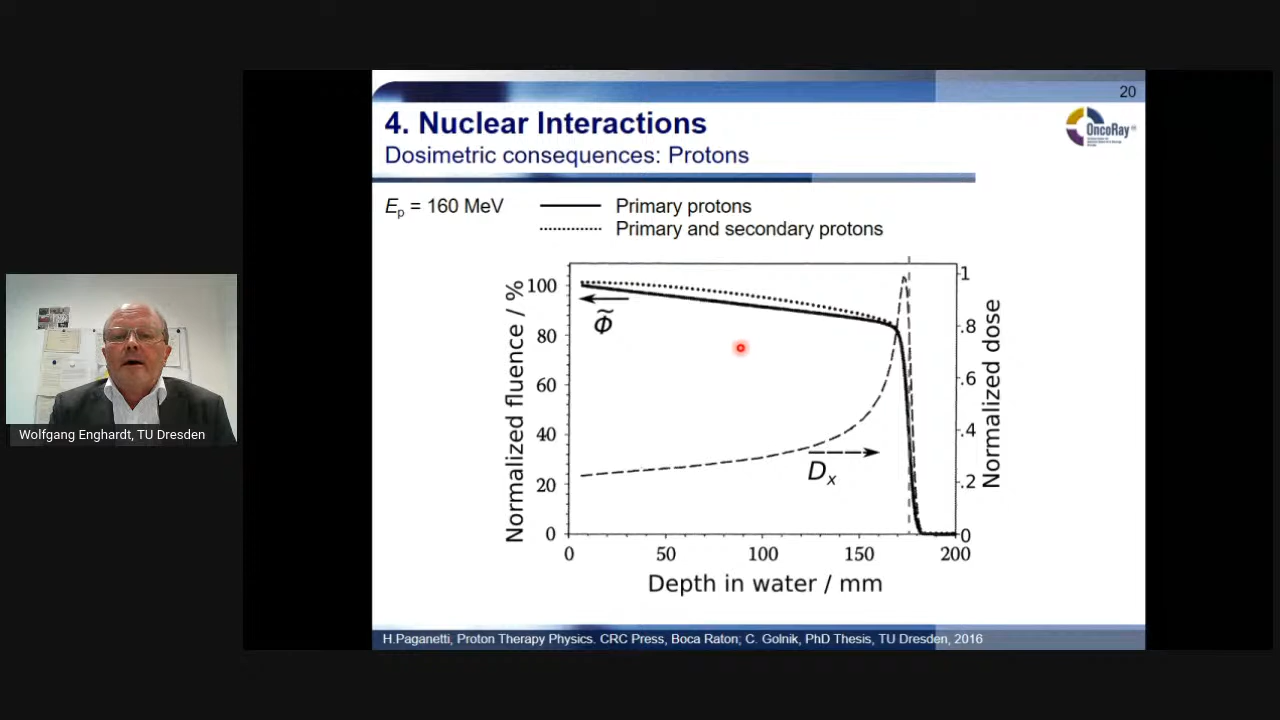 20
4. Nuclear Interactions
Dosimetric consequences: Protons
OncoRay
Ep = 160 MeV
Primary protons
Primary and secondary protons
Normalized fluence / %
100
80
60
40
20
0
Φ̃
Dx
1
.8
.6
.4
.2
0
Normalized dose
0 50 100 150 200
Depth in water / mm
Wolfgang Enghardt, TU Dresden
H.Paganetti, Proton Therapy Physics. CRC Press, Boca Raton; C. Golnik, PhD Thesis, TU Dresden, 2016